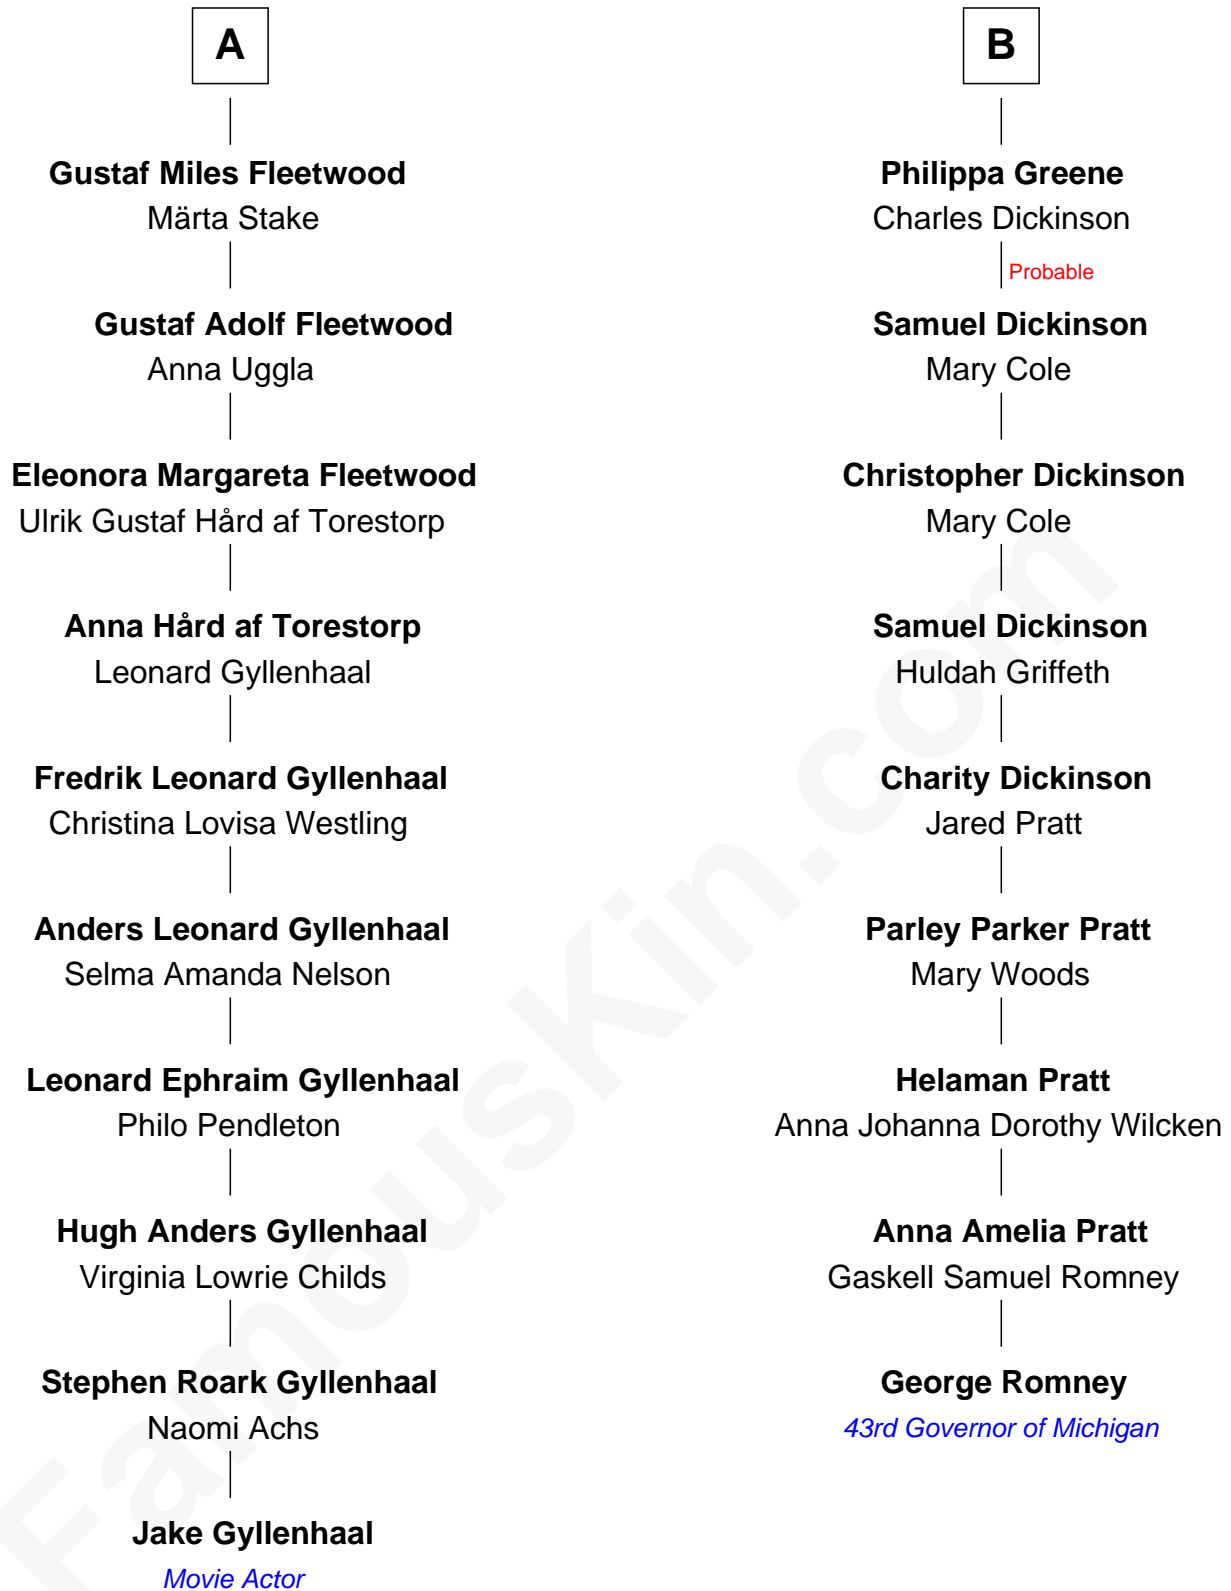 A
Gustaf Miles Fleetwood
Märta Stake
Gustaf Adolf Fleetwood
Anna Uggla
Eleonora Margareta Fleetwood
Ulrik Gustaf Hård af Torestorp
Anna Hård af Torestorp
Leonard Gyllenhaal
Fredrik Leonard Gyllenhaal
Christina Lovisa Westling
Anders Leonard Gyllenhaal
Selma Amanda Nelson
Leonard Ephraim Gyllenhaal
Philo Pendleton
Hugh Anders Gyllenhaal
Virginia Lowrie Childs
Stephen Roark Gyllenhaal
Naomi Achs
Jake Gyllenhaal
Movie Actor
B
Philippa Greene
Charles Dickinson
Probable
Samuel Dickinson
Mary Cole
Christopher Dickinson
Mary Cole
Samuel Dickinson
Huldah Griffeth
Charity Dickinson
Jared Pratt
Parley Parker Pratt
Mary Woods
Helaman Pratt
Anna Johanna Dorothy Wilcken
Anna Amelia Pratt
Gaskell Samuel Romney
George Romney
43rd Governor of Michigan
FamousKin.com